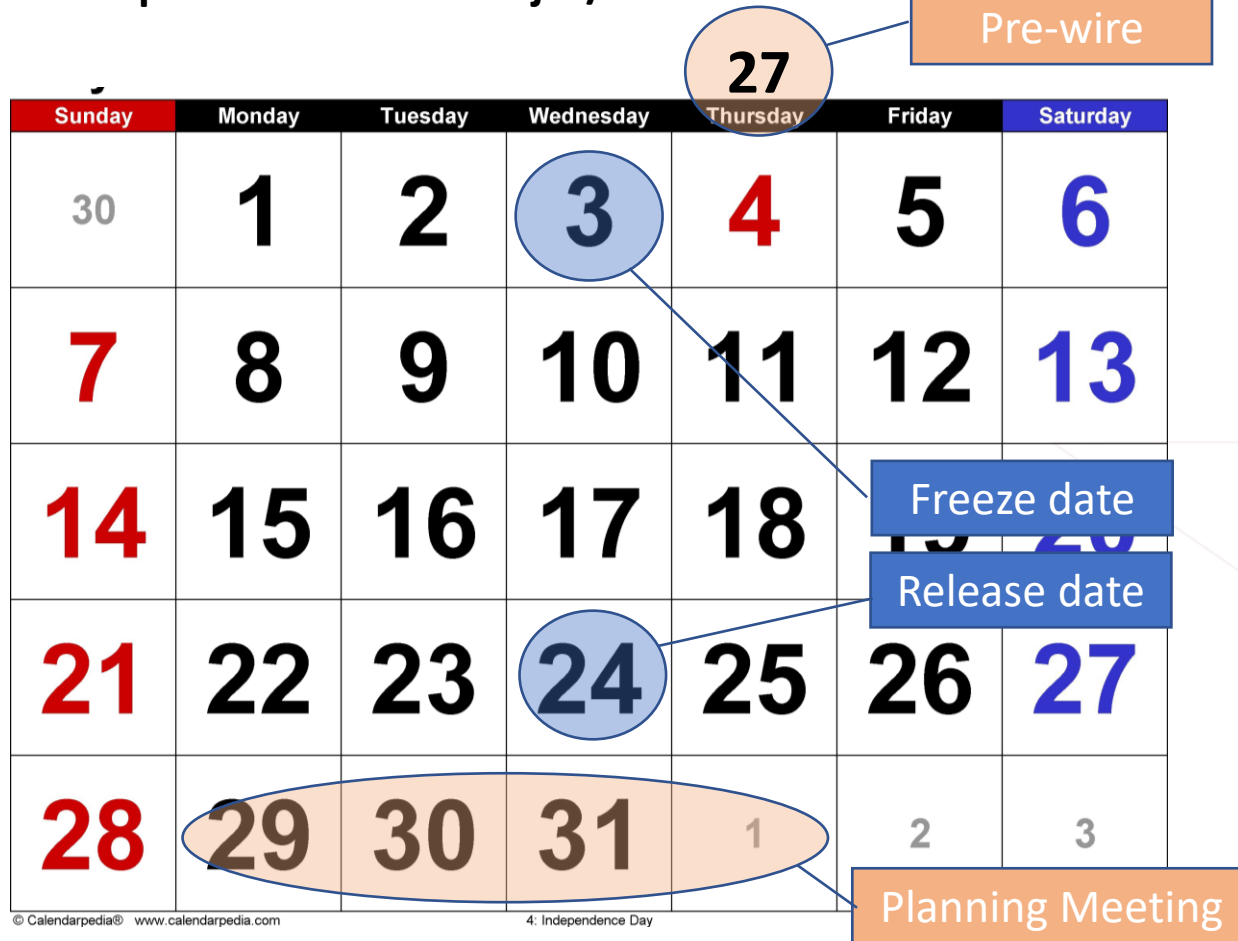 Pre-wire
27
Sunday Monday Tuesday Wednesday Thursday Friday Saturday
30 1 2 3 4 5 6
7 8 9 10 11 12 13
14 15 16 17 18 19 20
Freeze date
Release date
21 22 23 24 25 26 27
28 29 30 31 1 2 3
Planning Meeting
© Calendarpedia® www.calendarpedia.com 4: Independence Day